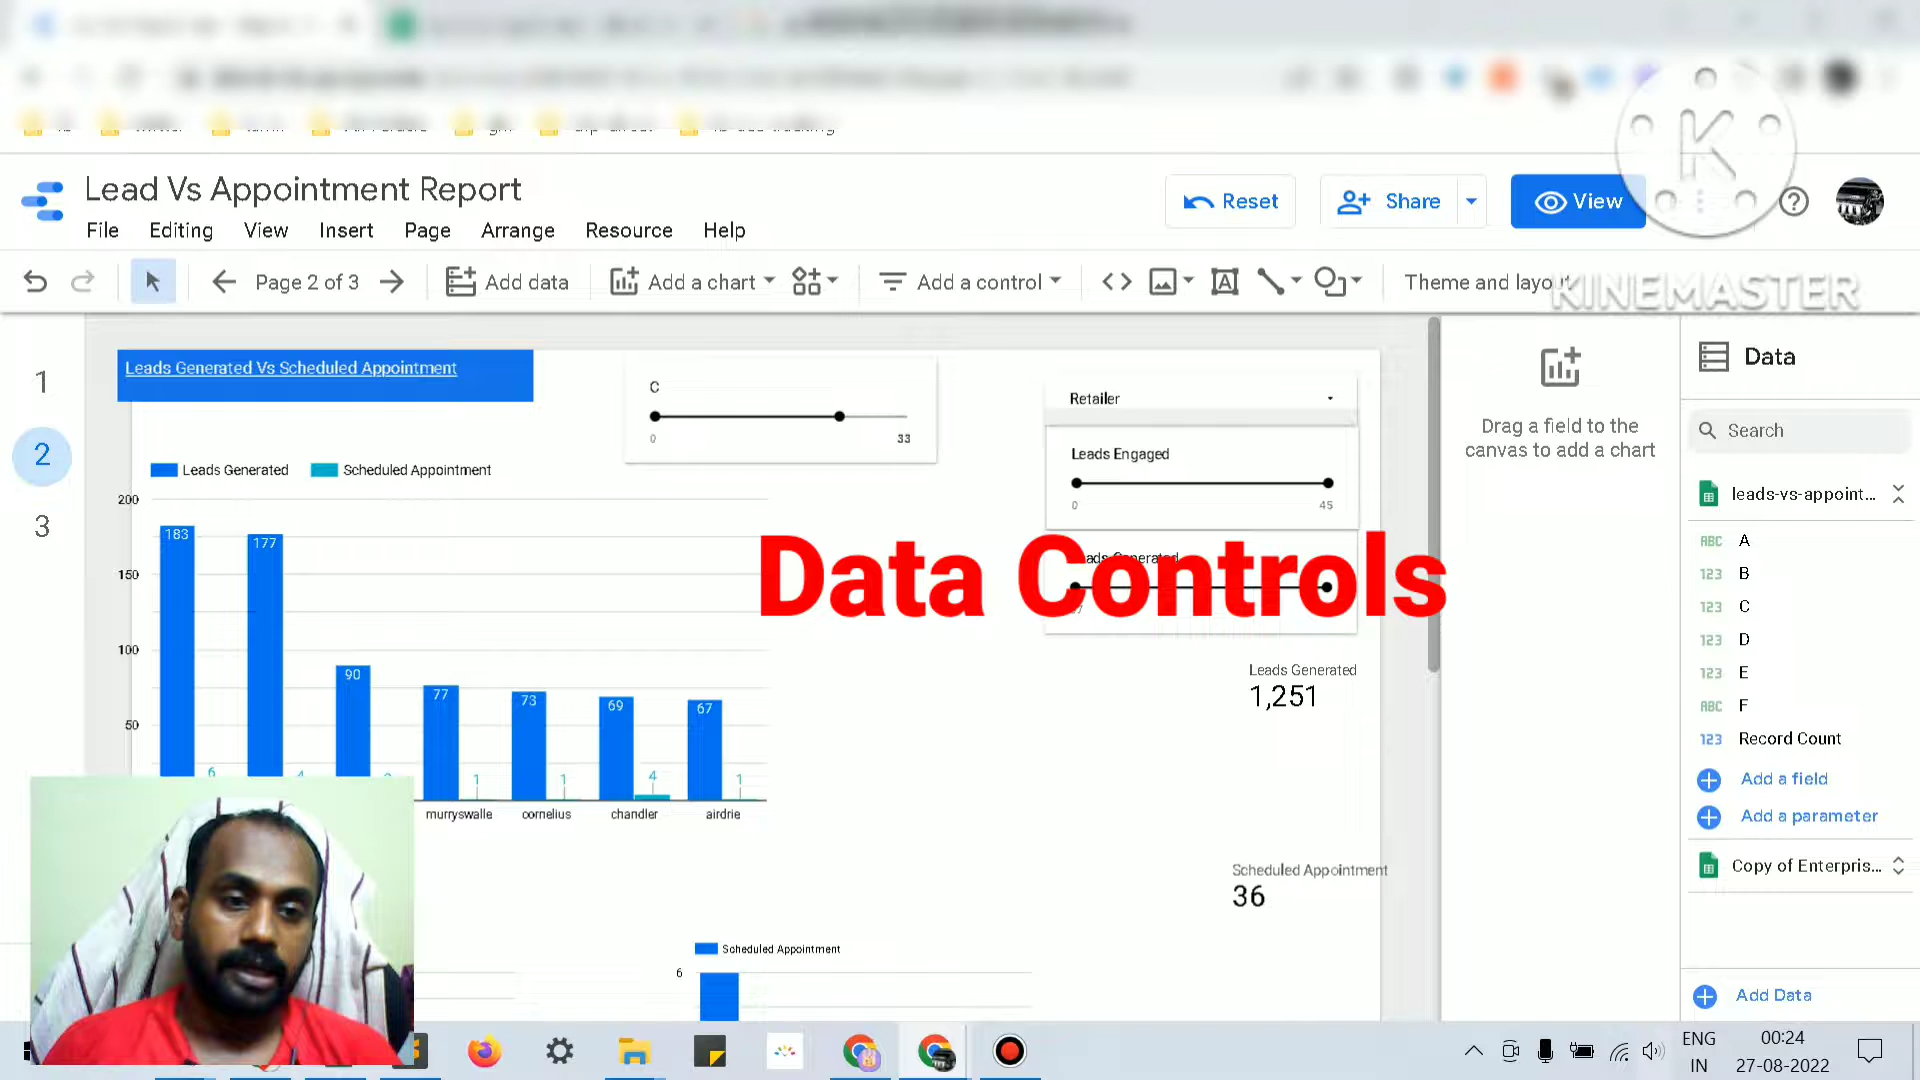 Lead Vs Appointment Report
Reset
Share
View
File Editing View Insert Page Arrange Resource Help
Page 2 of 3
Add data
Add a chart
Add a control
Theme and layou
KINEMASTER
K
1
2
3
Leads Generated Vs Scheduled Appointment
C
0 33
Retailer
Leads Engaged
0 45
Data Controls
Leads Generated
1,251
Scheduled Appointment
36
Leads Generated Scheduled Appointment
200
150
100
50
183 177 90 77 73 69 67
6 1 1 4 1
murryswalle cornelius chandler airdrie
Scheduled Appointment
6
Drag a field to the
canvas to add a chart
Data
Search
leads-vs-appoint...
ABC A
123 B
123 C
123 D
123 E
ABC F
123 Record Count
Add a field
Add a parameter
Copy of Enterpris...
Add Data
ENG
IN
00:24
27-08-2022